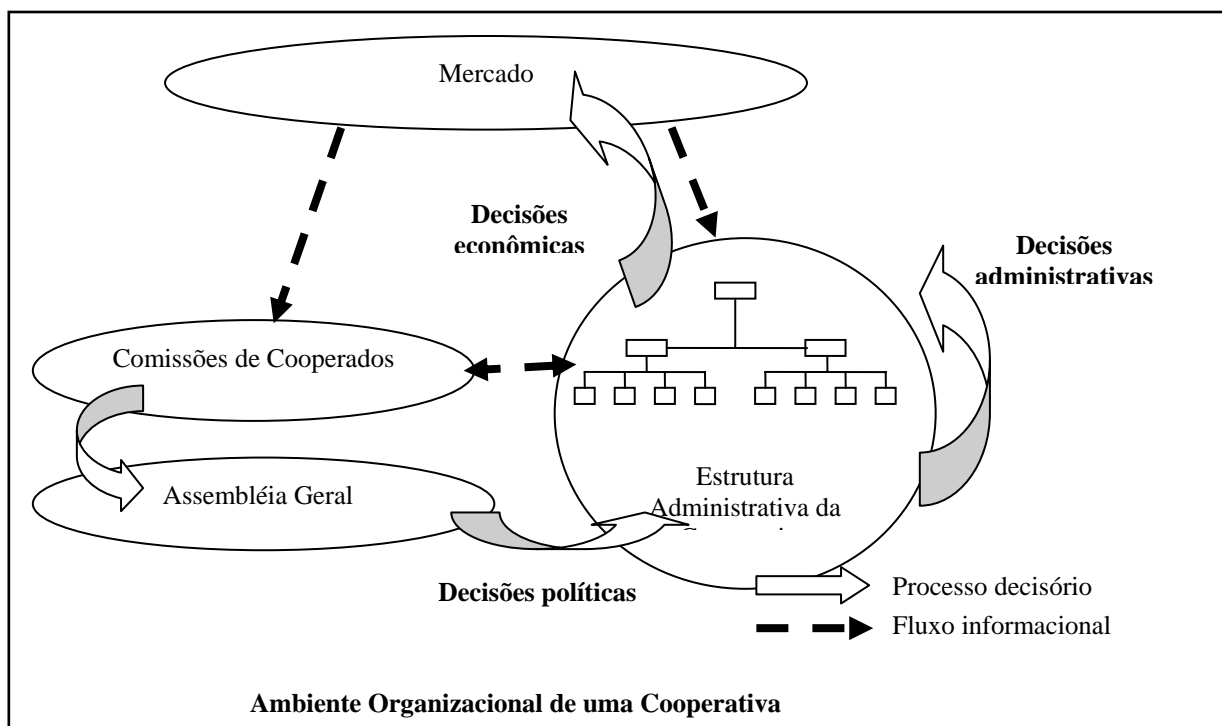 Mercado
Decisões
econômicas
Decisões
administrativas
Comissões de Cooperados
Assembléia Geral
Estrutura
Administrativa da
Decisões políticas
Processo decisório
Fluxo informacional
Ambiente Organizacional de uma Cooperativa